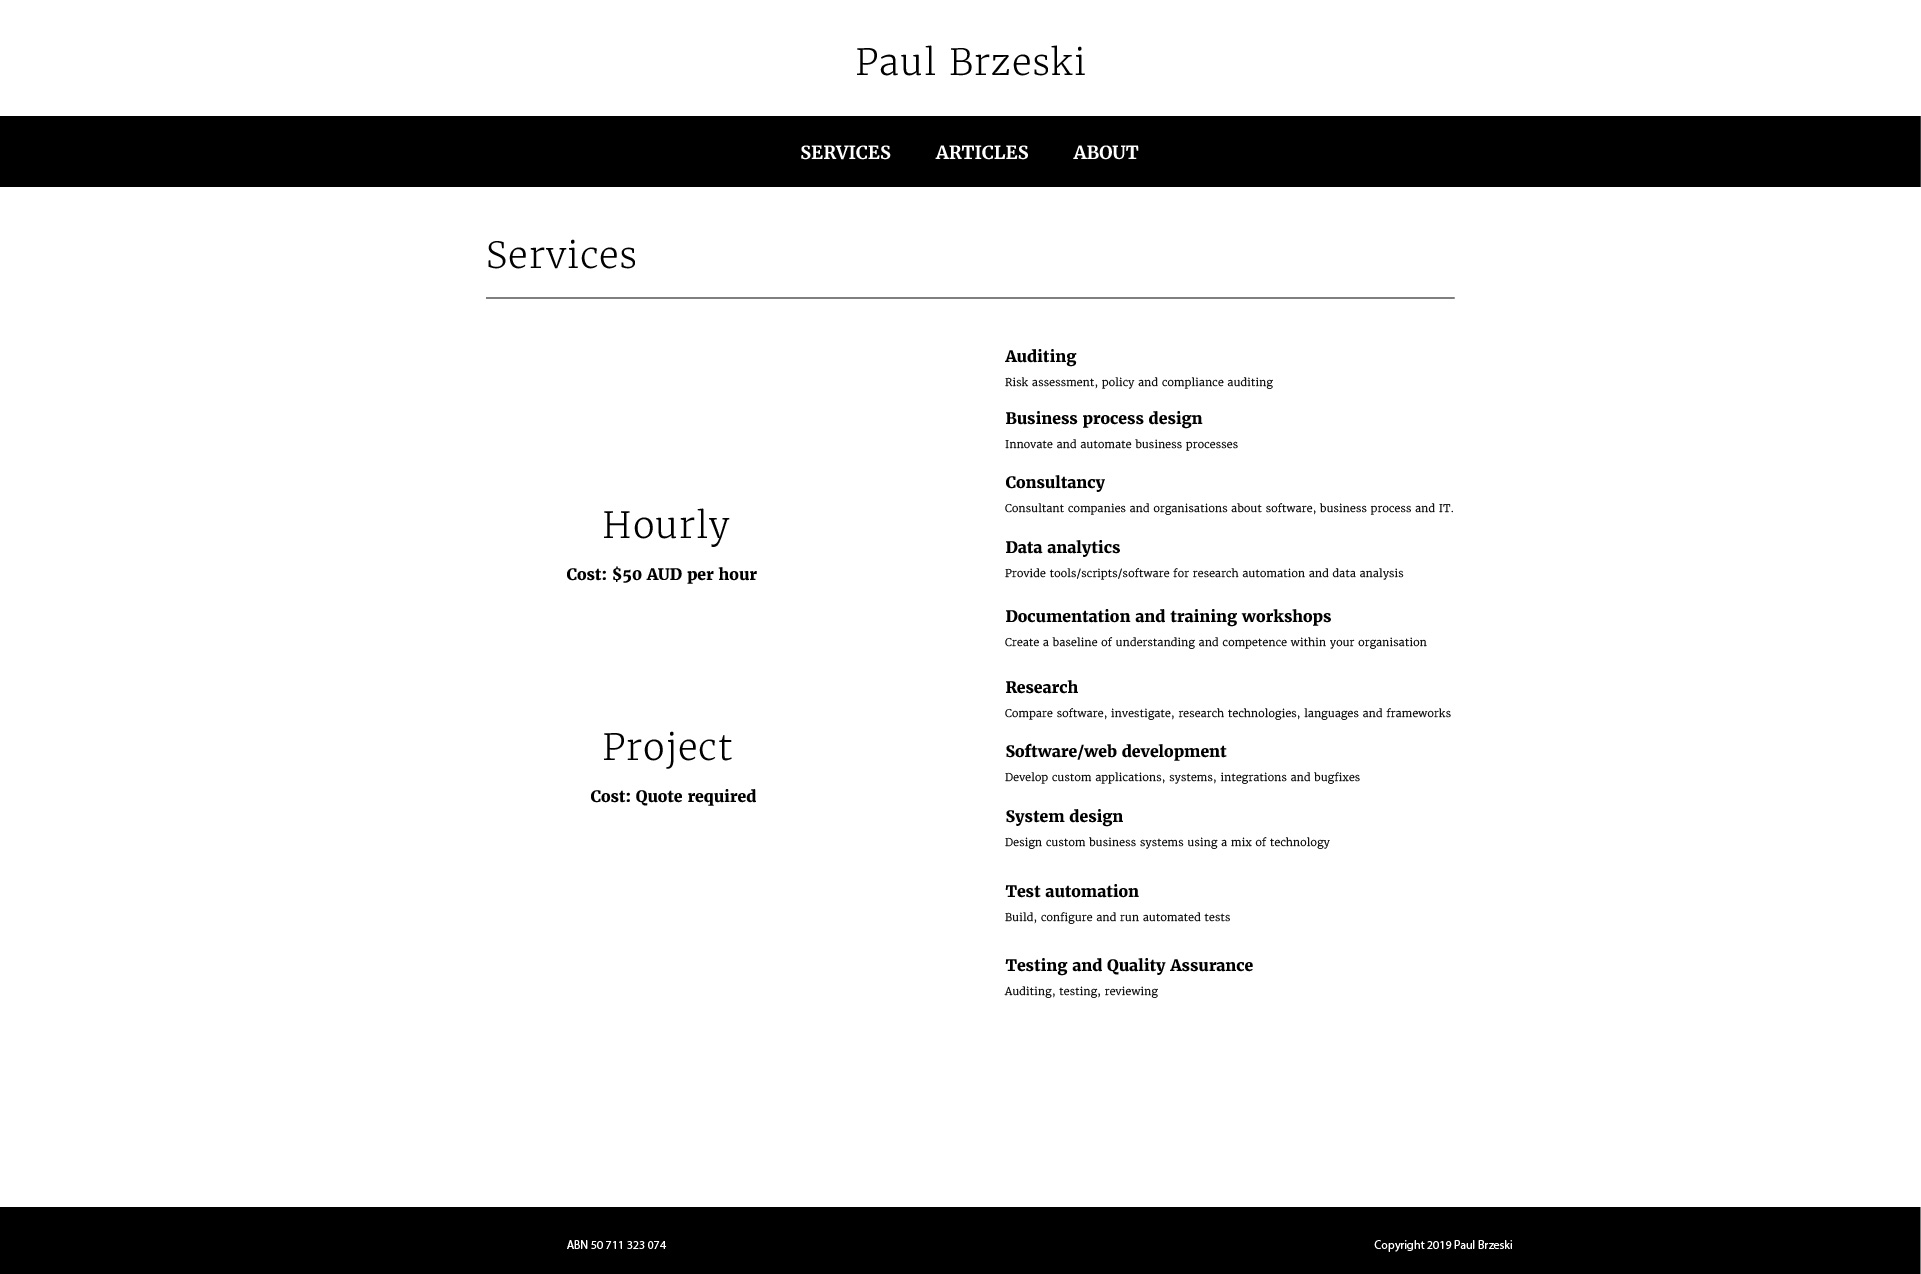 Paul Brzeski
SERVICES ARTICLES ABOUT
Services
Hourly
Cost: $50 AUD per hour
Project
Cost: Quote required
Auditing
Risk assessment, policy and compliance auditing
Business process design
Innovate and automate business processes
Consultancy
Consultant companies and organisations about software, business process and IT.
Data analytics
Provide tools/scripts/software for research automation and data analysis
Documentation and training workshops
Create a baseline of understanding and competence within your organisation
Research
Compare software, investigate, research technologies, languages and frameworks
Software/web development
Develop custom applications, systems, integrations and bugfixes
System design
Design custom business systems using a mix of technology
Test automation
Build, configure and run automated tests
Testing and Quality Assurance
Auditing, testing, reviewing
ABN 50 711 323 074
Copyright 2019 Paul Brzeski